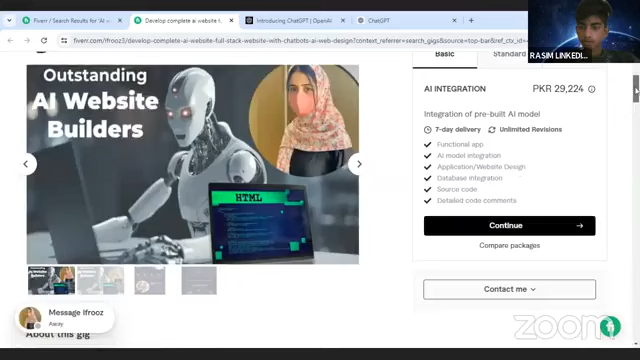 Fiverr / Search Results for 'AI w
Develop complete ai website f
Introducing ChatGPT | OpenAI
ChatGPT
fiverr.com/ifrooz3/develop-complete-ai-website-full-stack-website-with-chatbots-ai-web-design?context_referrer=search_gigs&source=top-bar&ref_ctx_id=
RASIM LINKEDI...
Basic
Standard
Outstanding
AI Website
Builders
HTML
AI INTEGRATION
PKR 29,224
Integration of pre-built AI model
7-day delivery
Unlimited Revisions
Functional app
AI model integration
Application/Website Design
Database integration
Source code
Detailed code comments
Continue
Compare packages
Contact me
Message Ifrooz
Away
About this gig
zoom